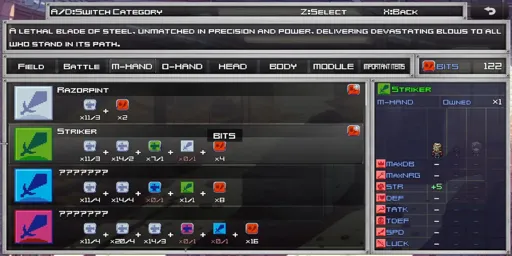 A/D:Switch Category Z:Select X:Back
A lethal blade of steel, unmatched in precision and power, delivering devastating blows to all
who stand in its path.
Field Battle M-Hand O-Hand Head Body Module Important Items Bits 122
Razorpint
x11/3 + x2
Striker
Bits
x11/3 + x14/2 + x7/1 + x0/1 + x4
???????
x11/4 + x14/4 + x0/1 + x1/1 + x8
???????
x11/4 + x20/4 + x14/3 + x0/1 + x0/1 + x16
Striker
M-Hand Owned x1
MaxDB –
MaxNRG –
STR +5
DEF –
TATK –
TDEF –
SPD –
Luck –